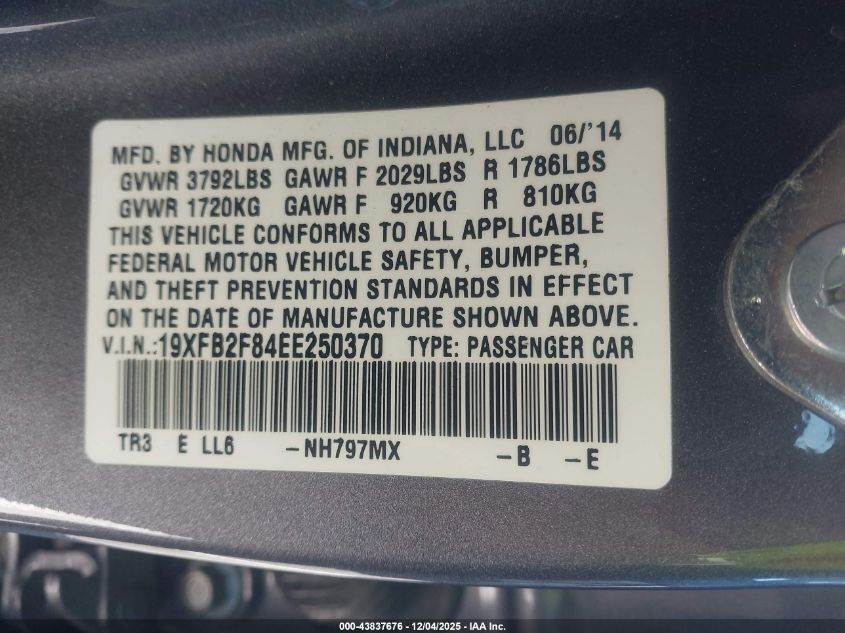 MFD. BY HONDA MFG. OF INDIANA, LLC 06/'14
GVWR 3792LBS GAWR F 2029LBS R 1786LBS
GVWR 1720KG GAWR F 920KG R 810KG
THIS VEHICLE CONFORMS TO ALL APPLICABLE
FEDERAL MOTOR VEHICLE SAFETY, BUMPER,
AND THEFT PREVENTION STANDARDS IN EFFECT
ON THE DATE OF MANUFACTURE SHOWN ABOVE.
V.I.N.:19XFB2F84EE250370 TYPE: PASSENGER CAR
TR3 E LL6 -NH797MX -B -E
000-43837676 - 12/04/2025 - IAA Inc.